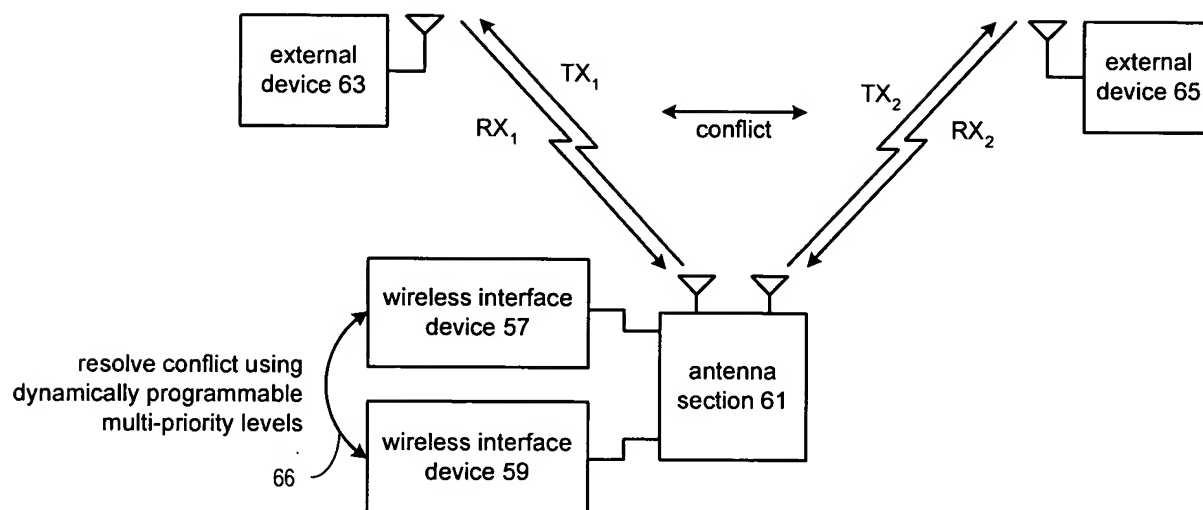 external
device 63
TX1
RX1
conflict
TX2
RX2
external
device 65
wireless interface
device 57
resolve conflict using
dynamically programmable
multi-priority levels
66
wireless interface
device 59
antenna
section 61